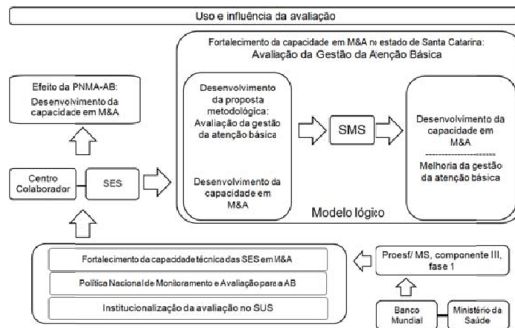 Uso e influência da avaliação
Fortalecimento da capacidade em M&A no estado de Santa Catarina:
Avaliação da Gestão da Atenção Básica
Efeito da PNMA-AB:
Desenvolvimento da
capacidade em M&A
Desenvolvimento
da proposta
metodológica:
Avaliação da gestão
da atenção básica
Desenvolvimento da
capacidade em
M&A
SMS
Desenvolvimento da
capacidade em
M&A
Melhoria da gestão
da atenção básica
Modelo lógico
Centro
Colaborador
SES
Fortalecimento da capacidade técnica das SES em M&A
Política Nacional de Monitoramento e Avaliação para a AB
Institucionalização da avaliação no SUS
Proesf/ MS, componente III,
fase 1
Banco
Mundial
Ministério da
Saúde